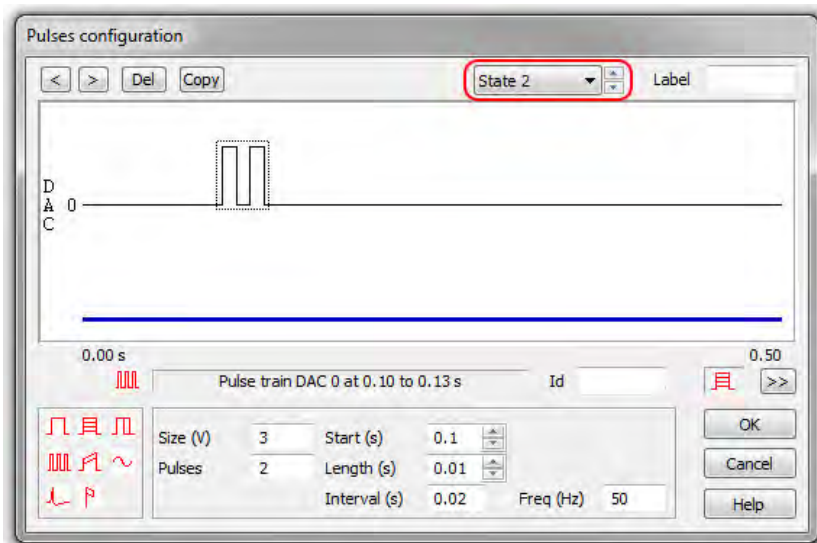 Pulses configuration
< > Del Copy State 2 Label
D
A 0
C
0.00 s 0.50
Pulse train DAC 0 at 0.10 to 0.13 s Id >>
Size (V) 3 Start (s) 0.1 OK
Pulses 2 Length (s) 0.01 Cancel
Interval (s) 0.02 Freq (Hz) 50 Help